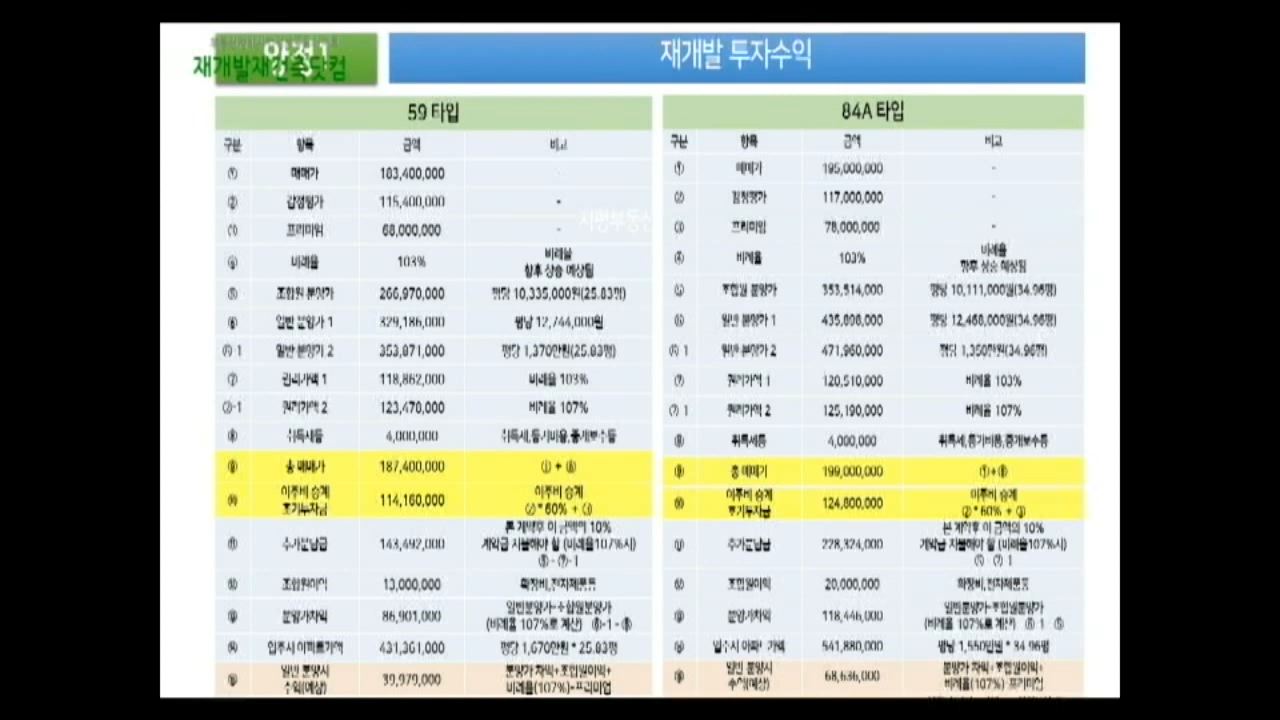 양정1
재개발재건축닷컴
재개발 투자수익
59 타입
구분 항목 금액 비고
① 매매가 183,400,000 -
② 감정평가 115,400,000 -
③ 프리미엄 68,000,000 -
④ 비례율 103% 비례율
향후 상승 예상됨
⑤ 조합원 분양가 266,970,000 평당 10,335,000원(25.83평)
⑥ 일반 분양가 1 329,186,000 평당 12,744,000원
⑥-1 일반 분양가 2 353,871,000 평당 1,370만원(25.83평)
⑦ 권리가액 1 118,862,000 비례율 103%
⑦-1 권리가액 2 123,478,000 비례율 107%
⑧ 취득세등 4,000,000 취득세,등기비용,중개보수등
⑨ 총 매매가 187,400,000 ① + ⑧
⑩ 이주비 승계
초기투자금 114,160,000 이주비 승계
②*60% + ③
⑪ 추가분담금 143,492,000 본 계약후 이 금액의 10%
계약금 지불해야 할 (비례율107%시)
⑤ - ⑦-1
⑫ 조합원이익 13,000,000 확장비,전자제품등
⑬ 분양가차익 86,901,000 일반분양가-조합원분양가
(비례율 107%로 계산) ⑥-1 - ⑤
⑭ 입주시 아파트가액 431,361,000 평당 1,670만원 * 25.83평
⑮ 일반 분양시
수익(예상) 39,979,000 분양가 차익+조합원이익+
비례율(107%)-프리미엄
84A 타입
구분 항목 금액 비고
① 매매가 195,000,000 -
② 감정평가 117,000,000 -
③ 프리미엄 78,000,000 -
④ 비례율 103% 비례율
향후 상승 예상됨
⑤ 조합원 분양가 353,514,000 평당 10,111,000원(34.96평)
⑥ 일반 분양가 1 435,898,000 평당 12,468,000원(34.96평)
⑥ 1 일반 분양가 2 471,960,000 평당 1,350만원(34.96평)
⑦ 권리가액 1 120,510,000 비례율 103%
⑦ 1 권리가액 2 125,190,000 비례율 107%
⑧ 취득세등 4,000,000 취득세,등기비용,중개보수등
⑨ 총 매매가 199,000,000 ①+⑧
⑩ 이주비 승계
초기투자금 124,800,000 이주비 승계
②*60% + ③
⑪ 추가분담금 228,324,000 본 계약후 이 금액의 10%
계약금 지불해야 할 (비례율107%시)
⑤ ⑦ 1
⑫ 조합원이익 20,000,000 확장비,전자제품등
⑬ 분양가차익 118,446,000 일반분양가-조합원분양가
(비례율 107%로 계산) ⑥ 1 ⑤
⑭ 입주시 아파트 가액 541,880,000 평당 1,550만원 * 34.96평
⑮ 일반 분양시
수익(예상) 68,636,000 분양가 차익+조합원이익+
비례율(107%) 프리미엄